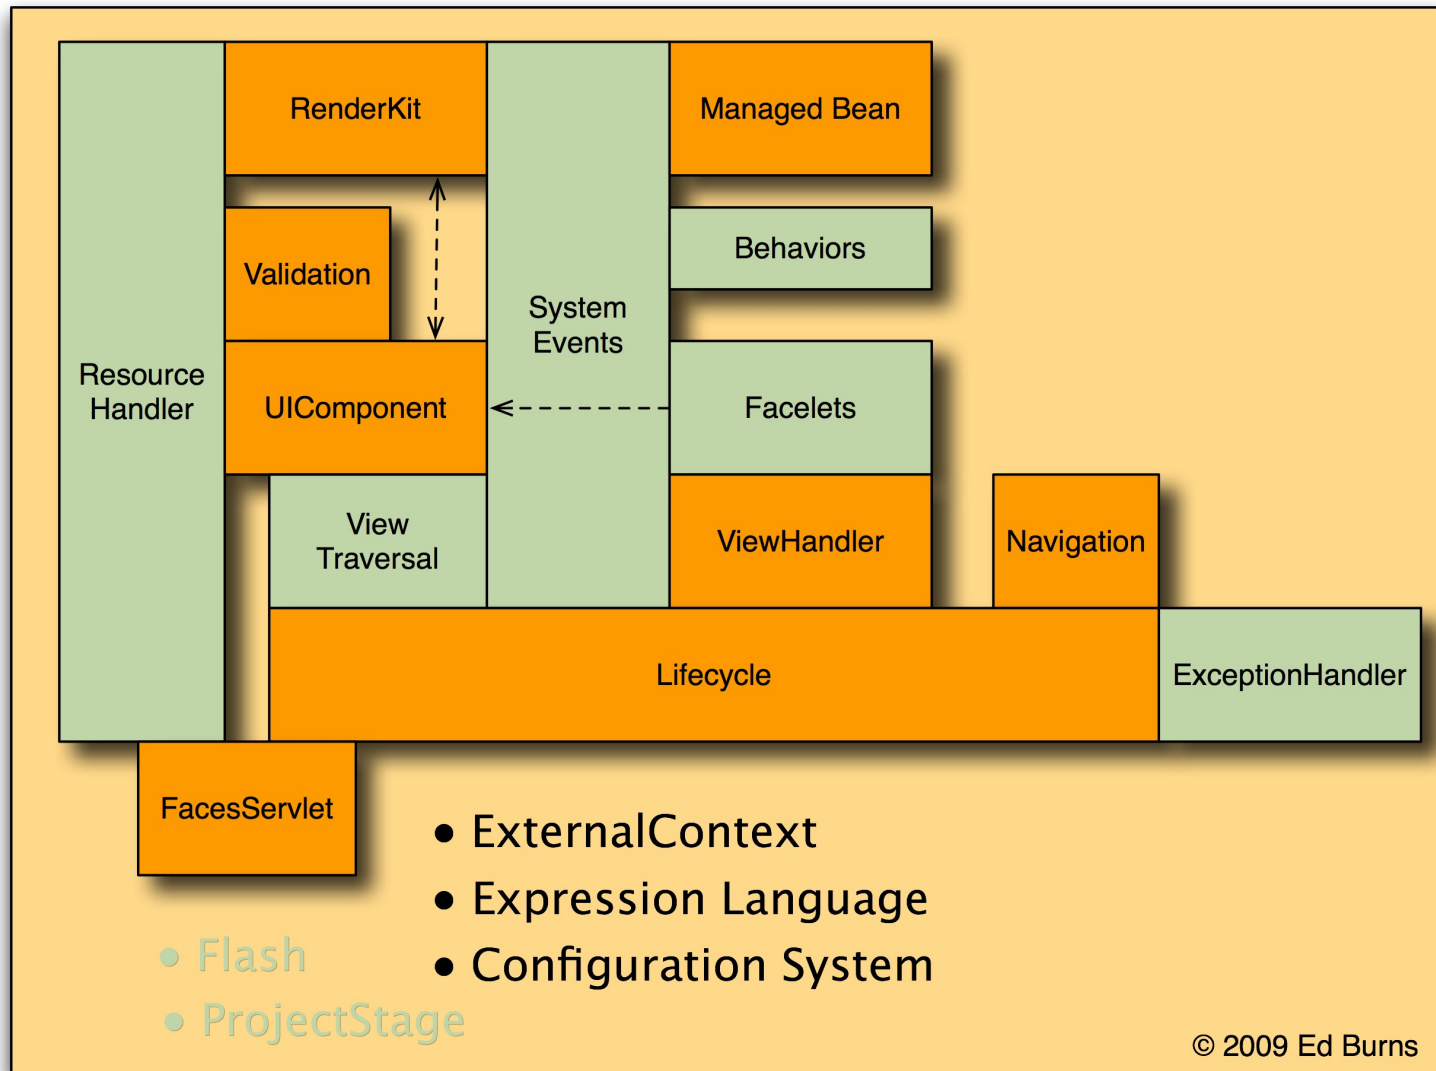 RenderKit
Managed Bean
Behaviors
Validation
System
Events
Resource
Handler
UIComponent
Facelets
View
Traversal
ViewHandler
Navigation
Lifecycle
ExceptionHandler
FacesServlet
• ExternalContext
• Expression Language
• Configuration System
• Flash
• ProjectStage
© 2009 Ed Burns